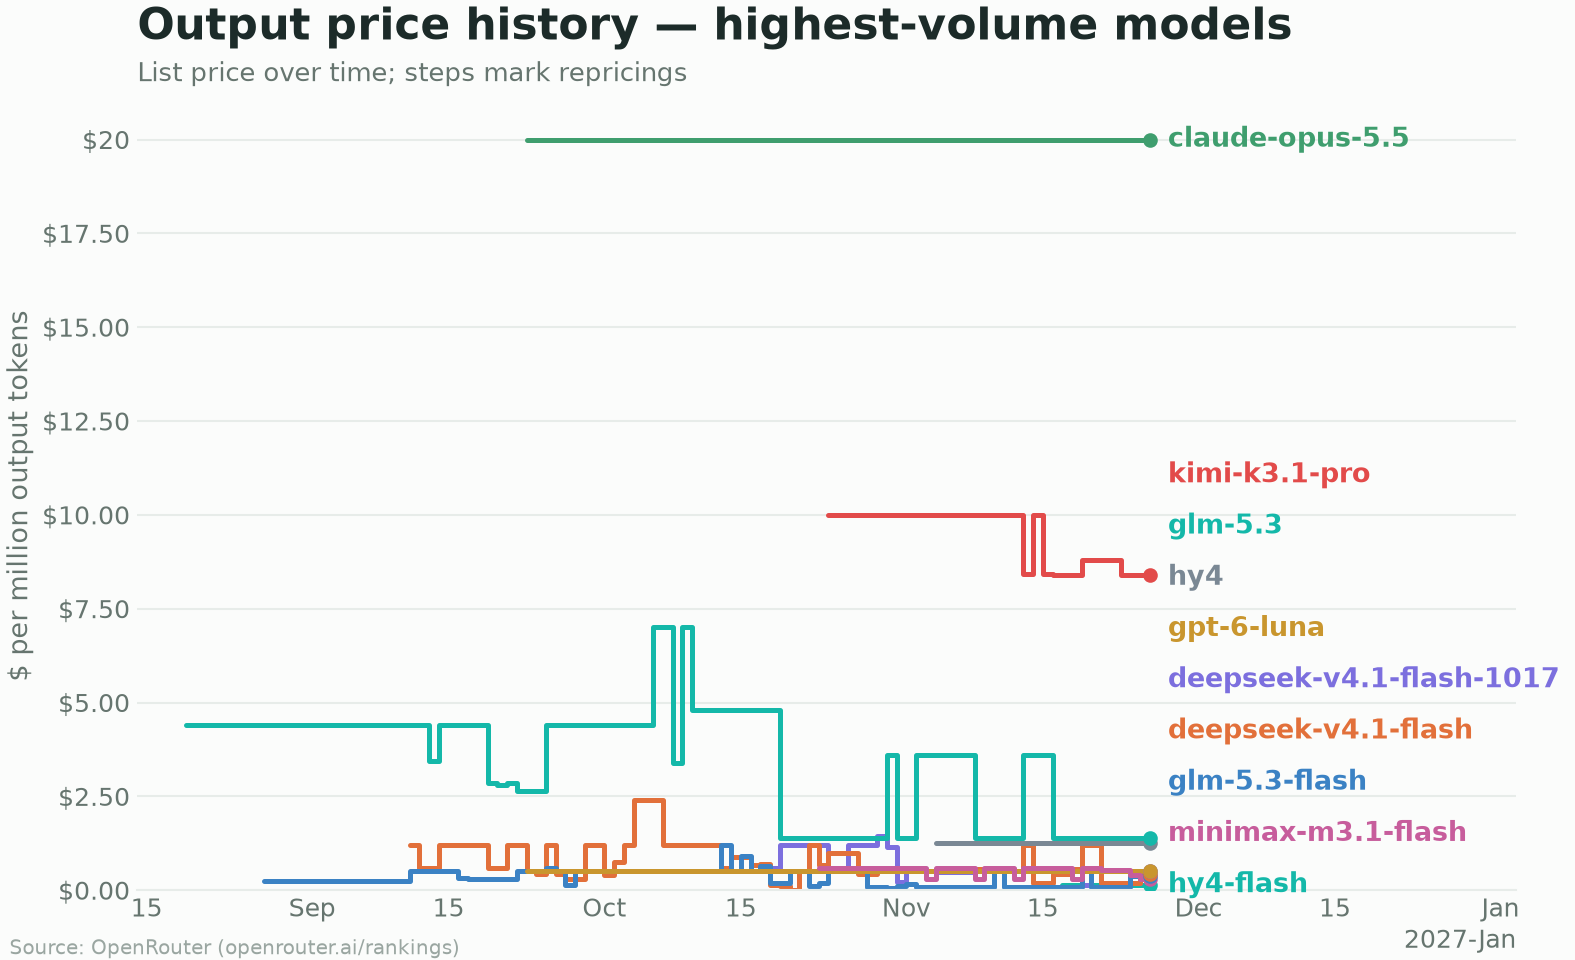 Output price history — highest-volume models
List price over time; steps mark repricings
$ per million output tokens
$20
$17.50
$15.00
$12.50
$10.00
$7.50
$5.00
$2.50
$0.00
claude-opus-5.5
kimi-k3.1-pro
glm-5.3
hy4
gpt-6-luna
deepseek-v4.1-flash-1017
deepseek-v4.1-flash
glm-5.3-flash
minimax-m3.1-flash
hy4-flash
15 Sep 15 Oct 15 Nov 15 Dec 15 Jan
2027-Jan
Source: OpenRouter (openrouter.ai/rankings)